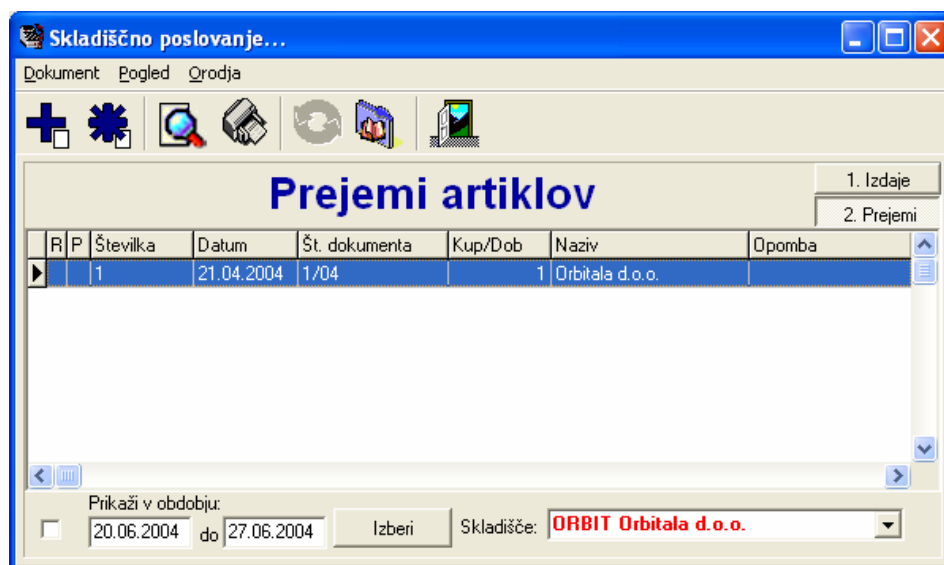 Skladiščno poslovanje...
Dokument Pogled Orodja
Prejemi artiklov
1. Izdaje
2. Prejemi
R P Številka Datum Št. dokumenta Kup/Dob Naziv Opomba
1 21.04.2004 1/04 1 Orbitala d.o.o.
Prikaži v obdobju:
20.06.2004 do 27.06.2004 Izberi Skladišče: ORBIT Orbitala d.o.o.